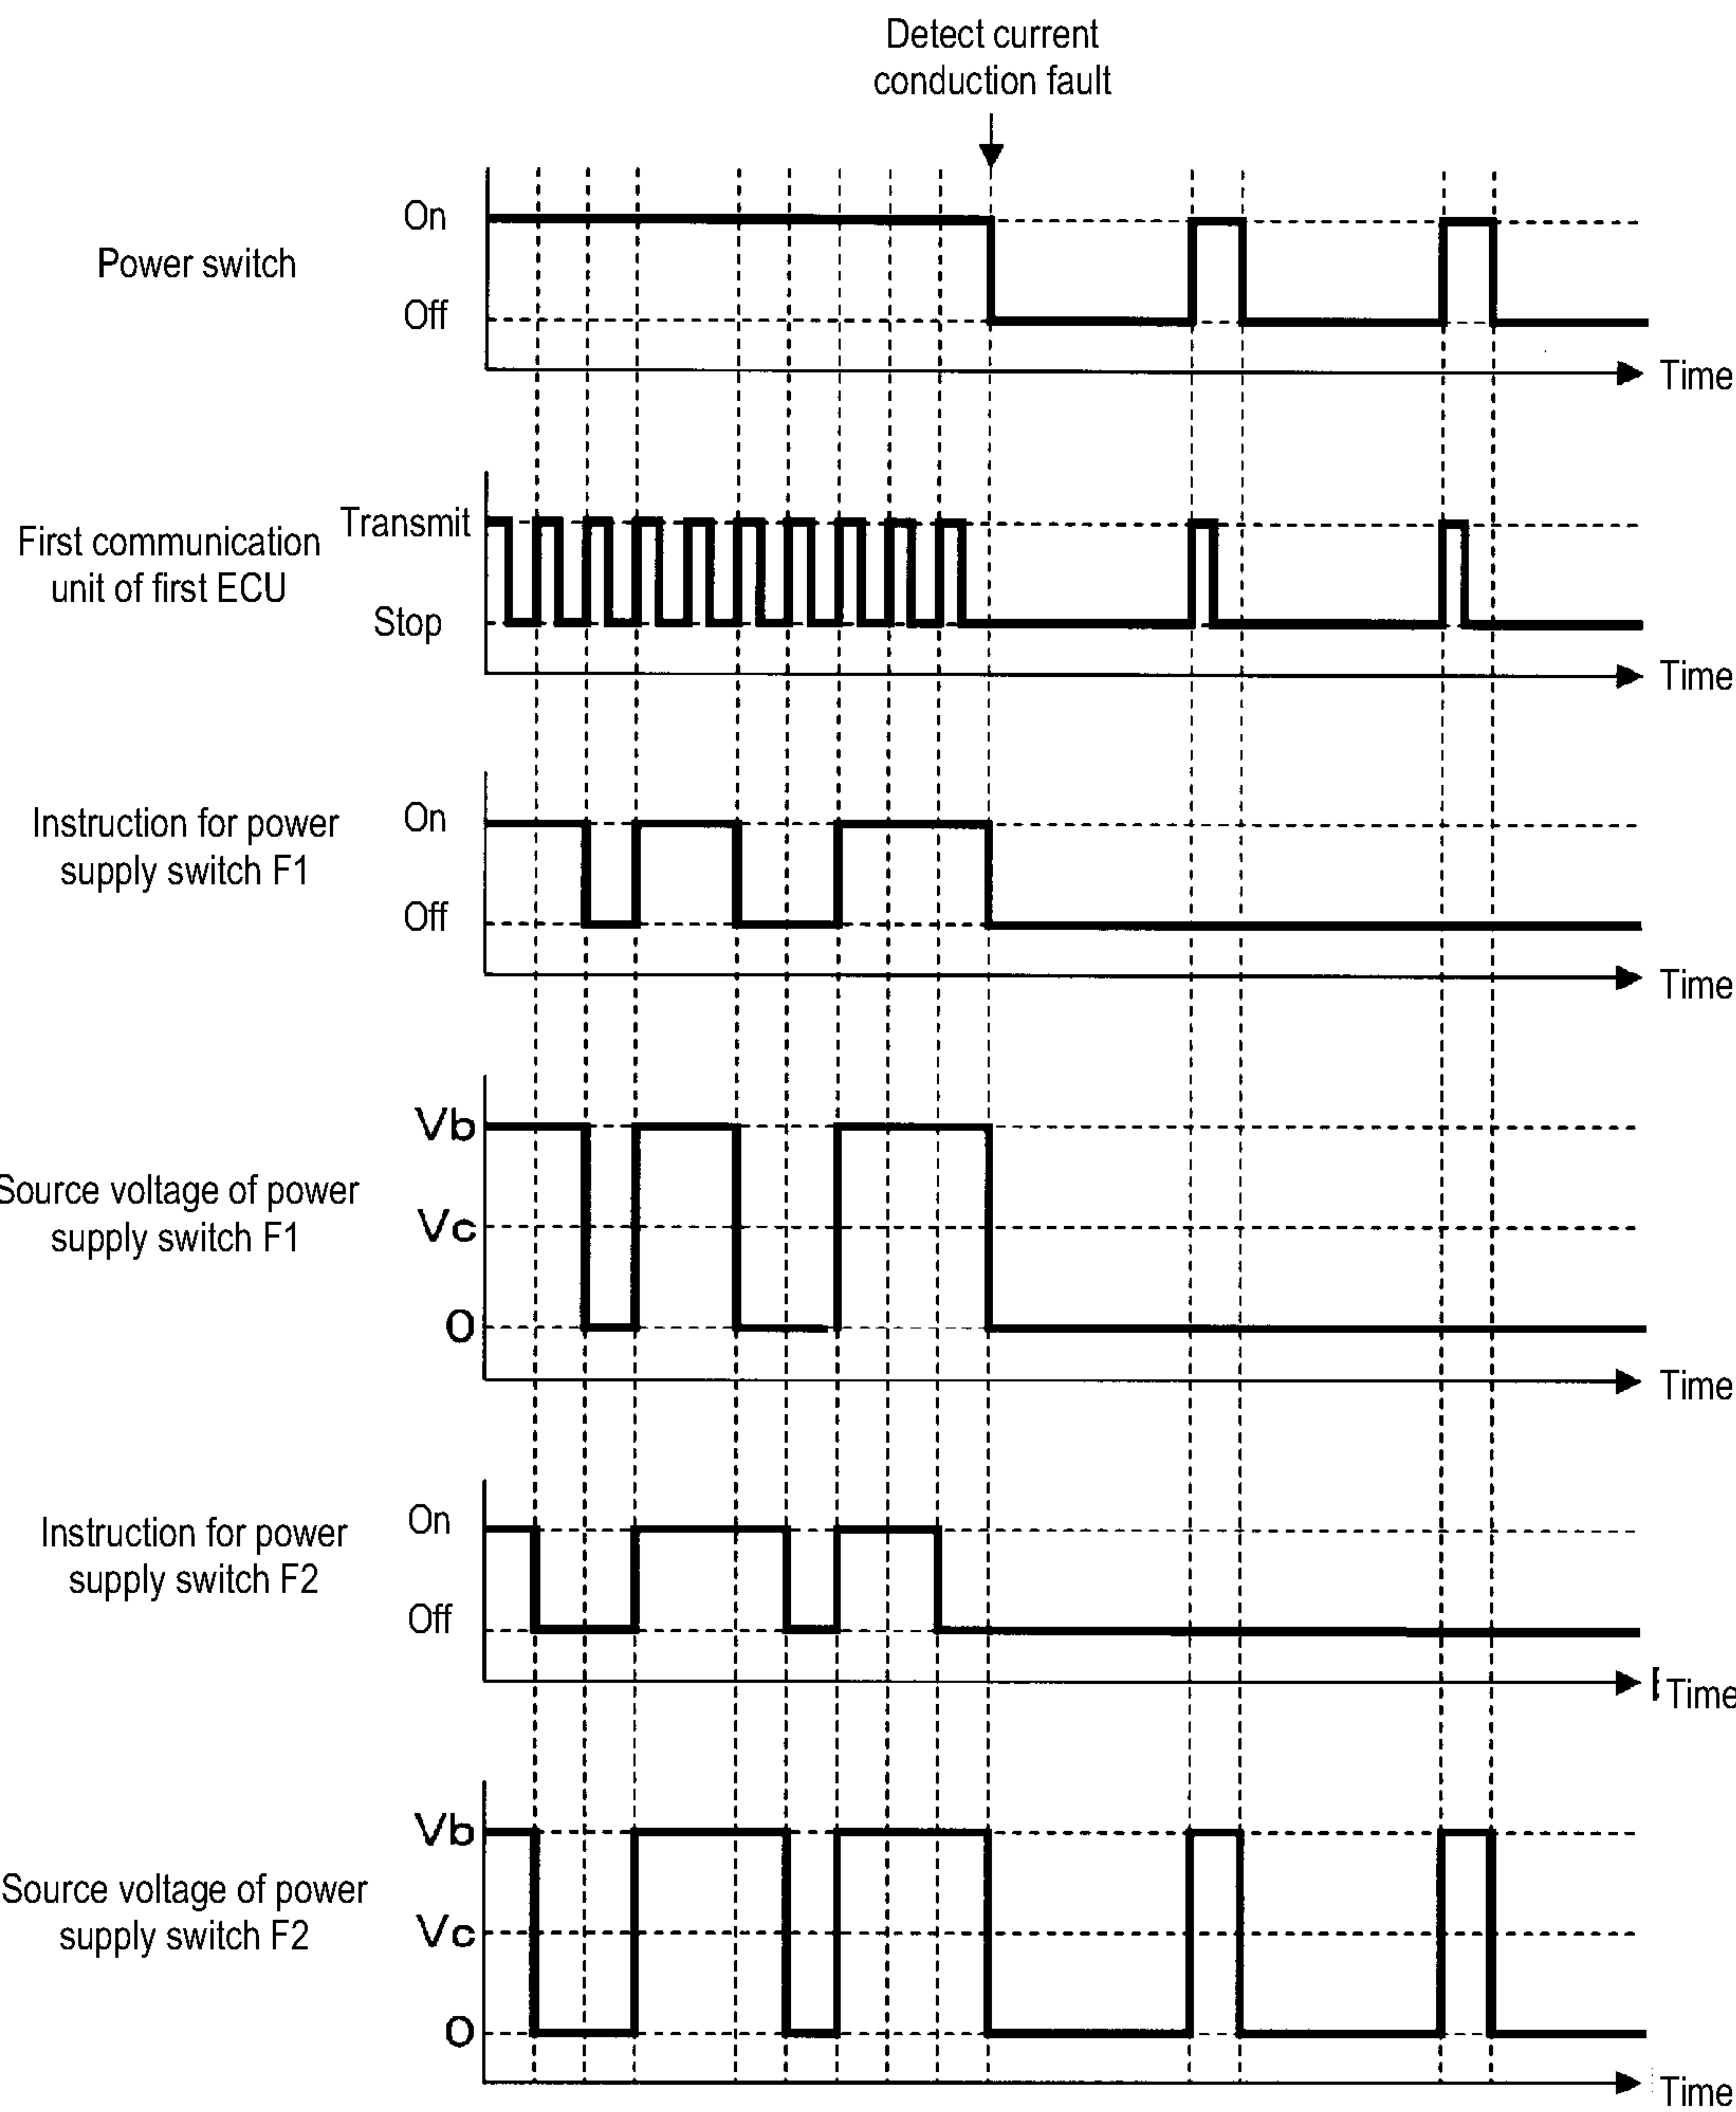 Detect current
conduction fault
On
Power switch
Off
Time
Transmit
First communication
unit of first ECU
Stop
Time
On
Instruction for power
supply switch F1
Off
Time
Vb
Source voltage of power
supply switch F1
Vc
0
Time
On
Instruction for power
supply switch F2
Off
Time
Vb
Source voltage of power
supply switch F2
Vc
0
Time